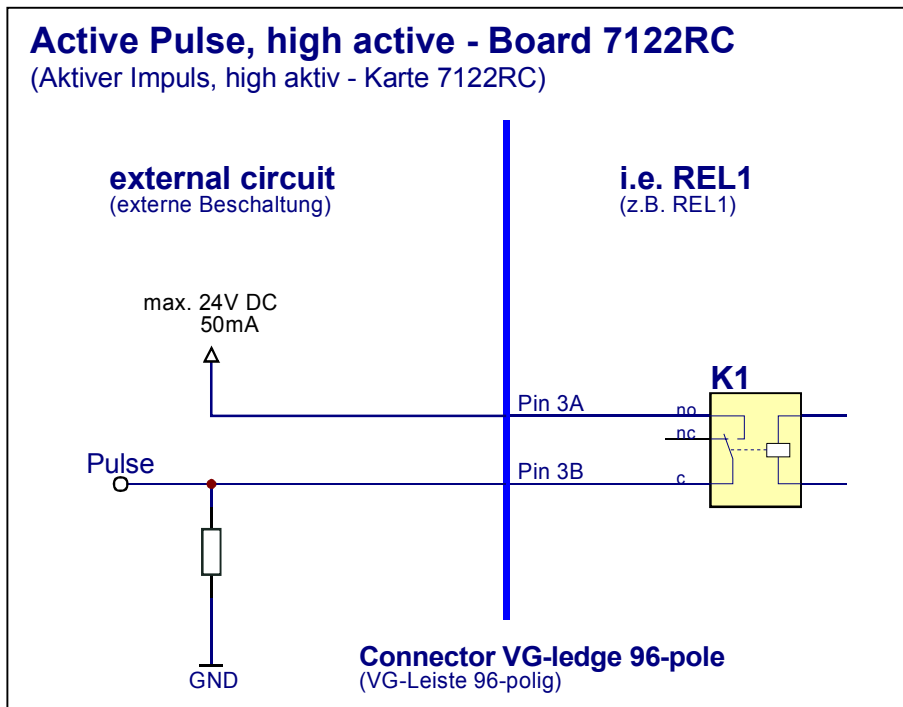 Active Pulse, high active - Board 7122RC
(Aktiver Impuls, high aktiv - Karte 7122RC)
external circuit
(externe Beschaltung)
i.e. REL1
(z.B. REL1)
max. 24V DC
50mA
K1
Pin 3A
no
nc
Pulse
Pin 3B
c
GND
Connector VG-ledge 96-pole
(VG-Leiste 96-polig)